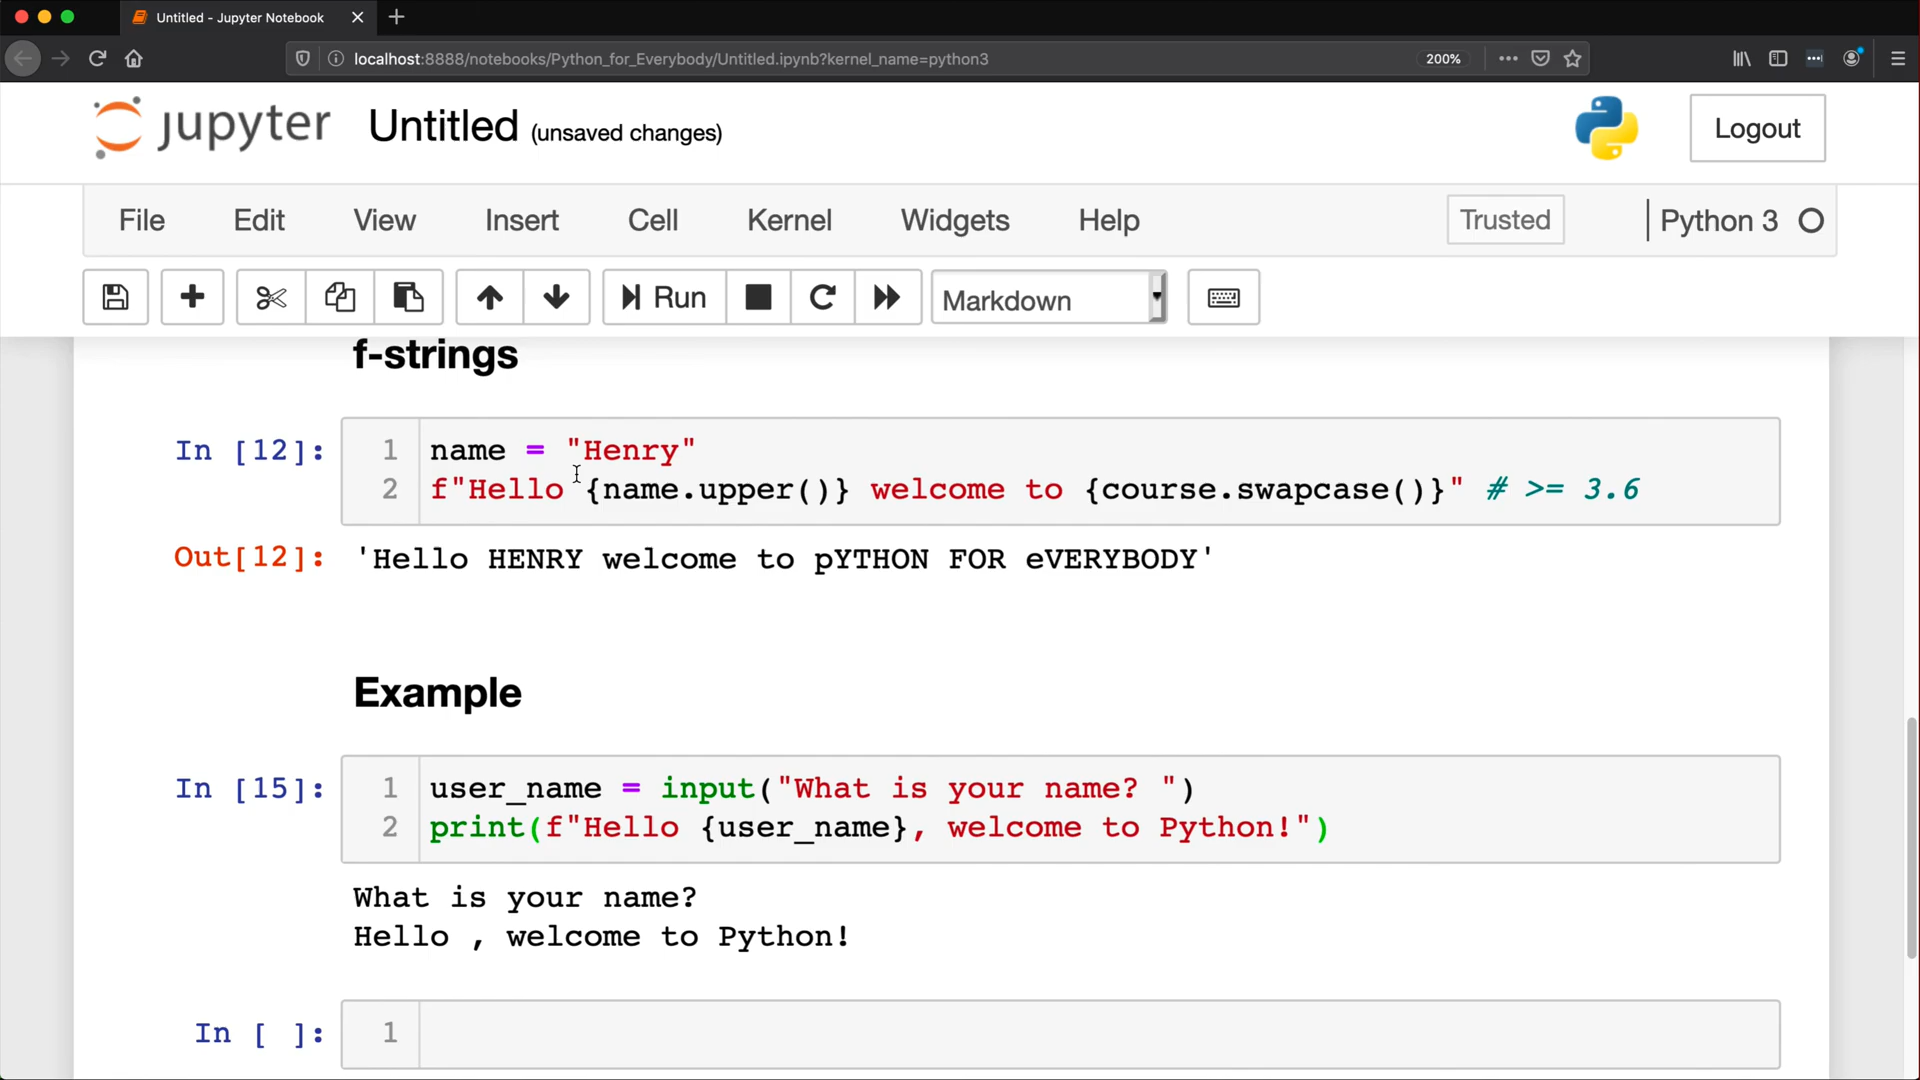 Untitled - Jupyter Notebook
localhost:8888/notebooks/Python_for_Everybody/Untitled.ipynb?kernel_name=python3
200%
jupyter Untitled (unsaved changes)
Logout
File Edit View Insert Cell Kernel Widgets Help Trusted Python 3
Run Markdown
f-strings
In [12]: 1 name = "Henry"
2 f"Hello {name.upper()} welcome to {course.swapcase()}" # >= 3.6
Out[12]: 'Hello HENRY welcome to pYTHON FOR eVERYBODY'
Example
In [15]: 1 user_name = input("What is your name? ")
2 print(f"Hello {user_name}, welcome to Python!")
What is your name?
Hello , welcome to Python!
In [ ]: 1